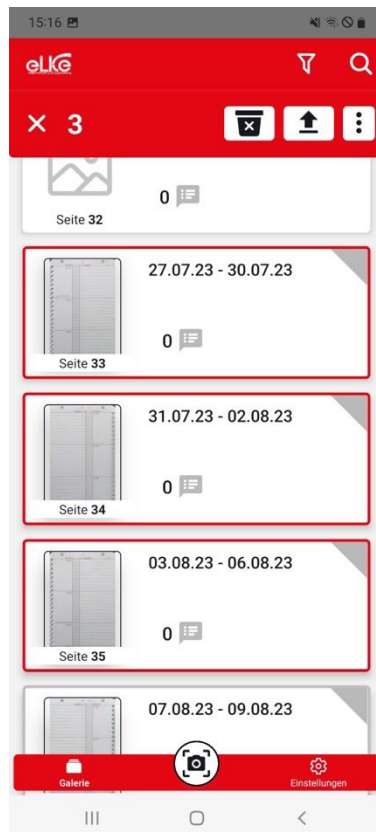 15:16
eLKe
3
0
Seite 32
27.07.23 - 30.07.23
0
Seite 33
31.07.23 - 02.08.23
0
Seite 34
03.08.23 - 06.08.23
0
Seite 35
07.08.23 - 09.08.23
Galerie
Einstellungen